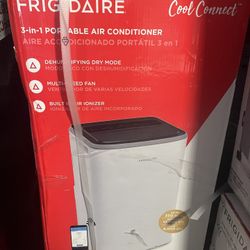 FRIGIDAIRE
Cool Connect™
3-in-1 PORTABLE AIR CONDITIONER
AIRE ACONDICIONADO PORTÁTIL 3 en 1
DEHUMIDIFYING DRY MODE
MODO SECO CON DESHUMIDIFICACIÓN
MULTI-SPEED FAN
VENTILADOR DE VARIAS VELOCIDADES
BUILT-IN AIR IONIZER
IONIZADOR DE AIRE INCORPORADO